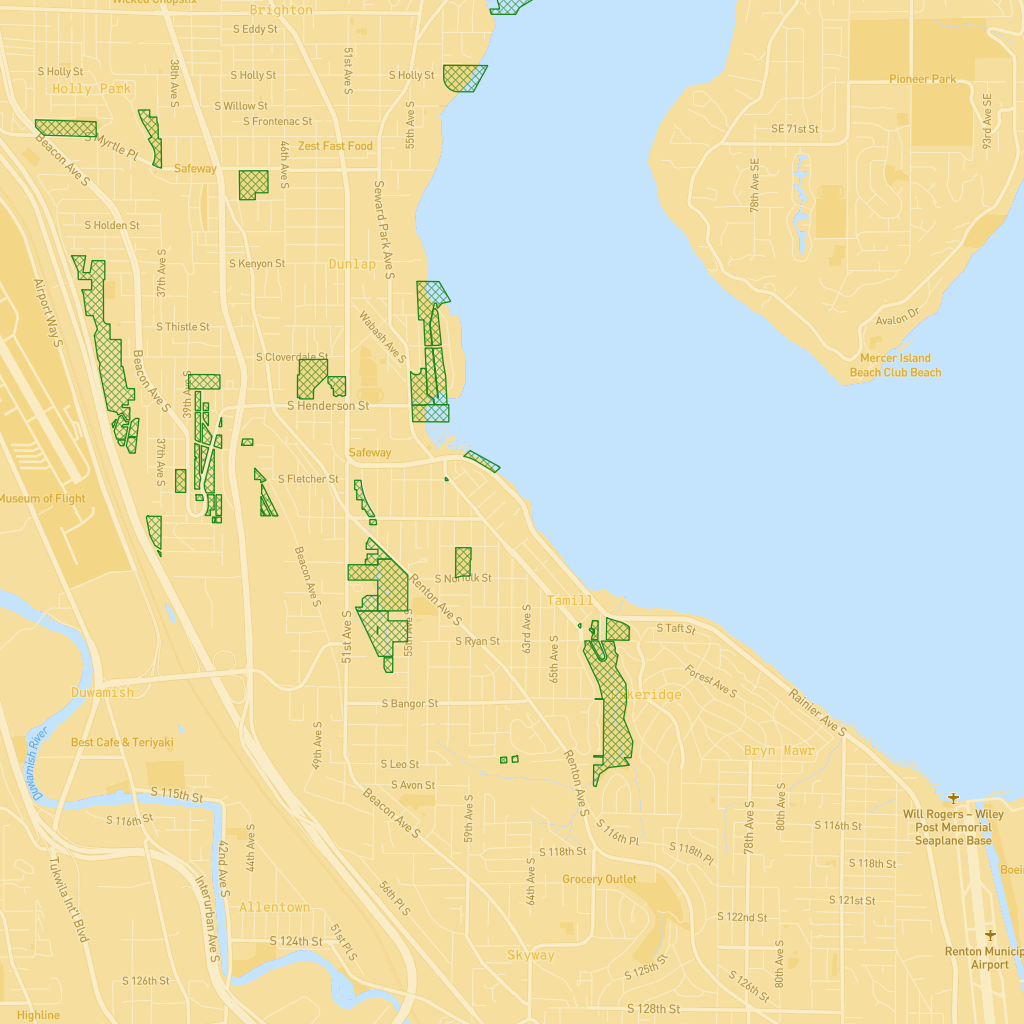 Wicked Chopstix
Brighton
S Eddy St
38th Ave S
51st Ave S
S Holly St
S Holly St
S Holly St
Holly Park
Pioneer Park
S Willow St
55th Ave S
93rd Ave SE
S Frontenac St
SE 71st St
S Myrtle Pl
Zest Fast Food
Beacon Ave S
Safeway
46th Ave S
78th Ave SE
S Holden St
Seward Park Ave S
S Kenyon St
Dunlap
37th Ave S
Airport Way S
S Thistle St
Wabash Ave S
Avalon Dr
S Cloverdale St
Mercer Island
Beach Club Beach
Beacon Ave S
39th Ave S
S Henderson St
37th Ave S
Safeway
S Fletcher St
Museum of Flight
Beacon Ave S
S Norfolk St
Renton Ave S
Tamill
51st Ave S
55th Ave S
63rd Ave S
S Taft St
S Ryan St
65th Ave S
Forest Ave S
Duwamish
keridge
Rainier Ave S
S Bangor St
Best Cafe & Teriyaki
49th Ave S
Bryn Mawr
Duwamish River
S Leo St
S Avon St
Renton Ave S
S 115th St
Beacon Ave S
59th Ave S
80th Ave S
Will Rogers – Wiley
Post Memorial
Seaplane Base
S 116th St
S 116th Pl
78th Ave S
S 116th St
44th Ave S
42nd Ave S
S 118th St
S 118th Pl
S 118th St
Tukwila Int'l Blvd
Interurban Ave S
56th Pl S
64th Ave S
Grocery Outlet
Boei
S 121st St
Allentown
S 122nd St
S 124th St
51st Pl S
Skyway
S 125th St
80th Ave S
Renton Municip
Airport
S 126th St
S 126th St
S 128th St
Highline